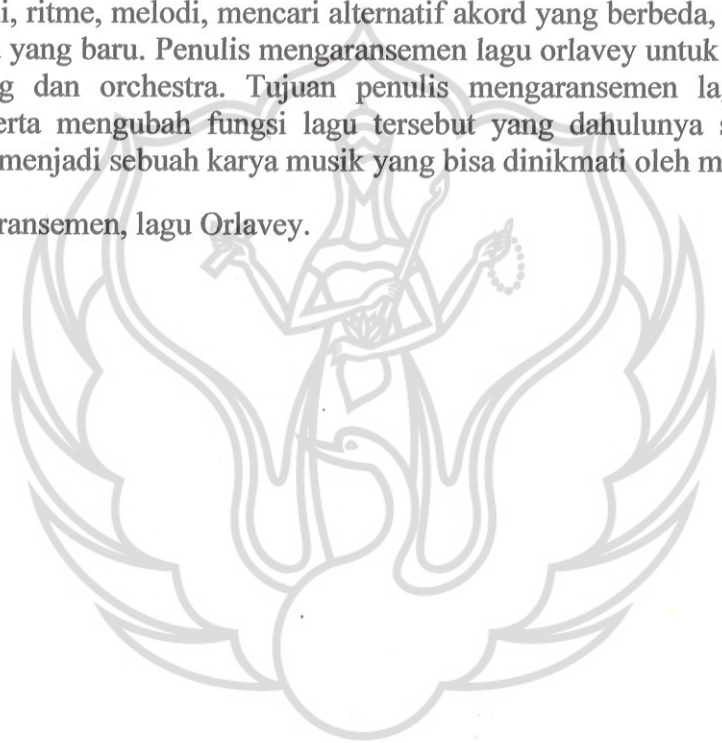 i, ritme, melodi, mencari alternatif akord yang berbeda,
yang baru. Penulis mengaransemen lagu orlavey untuk
g dan orchestra. Tujuan penulis mengaransemen la
erta mengubah fungsi lagu tersebut yang dahulunya s
menjadi sebuah karya musik yang bisa dinikmati oleh m
ransemen, lagu Orlavey.